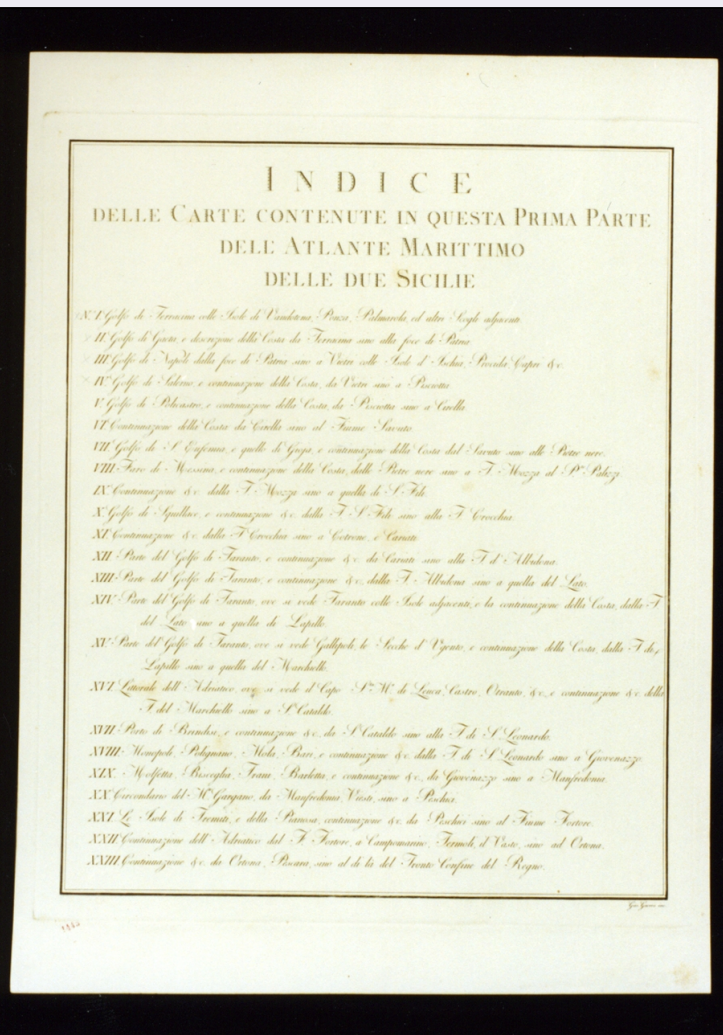 INDICE
DELLE CARTE CONTENUTE IN QUESTA PRIMA PARTE
DELL' ATLANTE MARITTIMO
DELLE DUE SICILIE
N.º I. Golfo di Terracina colle Isole di Vandotena, Ponza, Palmarola, ed altri Scogli adjacenti
II. Golfo di Gaeta, e descrizione della Costa da Terracina sino alla foce di Patria
III. Golfo di Napoli dalla foce di Patria sino a Vietri colle Isole d' Ischia, Procida Capri &c.
IV. Golfo di Salerno, e continuazione della Costa, da Vietri sino a Pisciotta
V. Golfo di Policastro, e continuazione della Costa, da Pisciotta sino a Cirella
VI. Continuazione della Costa da Cirella sino al Fiume Savuto
VII. Golfo di S. Eufemia, e quello di Gioja, e continuazione della Costa dal Savuto sino alle Pietre nere.
VIII. Faro di Messina, e continuazione della Costa, dalle Pietre nere sino a T. Mozza al P.º Palizzi
IX. Continuazione &c. dalla T. Mozza sino a quella di S. Fili.
X. Golfo di Squillace, e continuazione &c. dalla T. S. Fili sino alla T. Crocchia.
XI. Continuazione &c. dalla T. Crocchia sino a Cotrone, e Cariati.
XII. Parte del Golfo di Taranto, e continuazione &c. da Cariati sino alla T. d' Albidona.
XIII. Parte del Golfo di Taranto, e continuazione &c. dalla T. Albidona sino a quella del Lato.
XIV. Parte del Golfo di Taranto, ove si vede Taranto colle Isole adjacenti, e la continuazione della Costa, dalla T.
del Lato sino a quella di Lapillo.
XV. Parte del Golfo di Taranto, ove si vede Gallipoli, le Secche d' Ugento, e continuazione della Costa, dalla T. di
Lapillo sino a quella del Marchiello
XVI. Littorale dell' Adriatico, ove si vede il Capo S.ta M.a di Leuca, Castro, Otranto, &c., e continuazione &c. dalla
T. del Marchiello sino a S. Cataldo.
XVII. Porto di Brindisi, e continuazione &c., da S. Cataldo sino alla T. di S. Leonardo.
XVIII. Monopoli, Polignano, Mola, Bari, e continuazione &c. dalla T. di S. Leonardo sino a Giovenazzo
XIX. Molfetta, Bisceglia, Trani, Barletta, e continuazione &c., da Giovenazzo sino a Manfredonia
XX. Circondario del M.te Gargano, da Manfredonia, Viesti, sino a Peschici
XXI. Le Isole di Tremiti, e della Pianosa, continuazione &c. da Peschici sino al Fiume Fortore.
XXII. Continuazione dell' Adriatico dal F. Fortore, a Campomarino, Termoli, il Vasto, sino ad Ortona.
XXIII. Continuazione &c. da Ortona, Pescara, sino al di là del Tronto Confine del Regno.